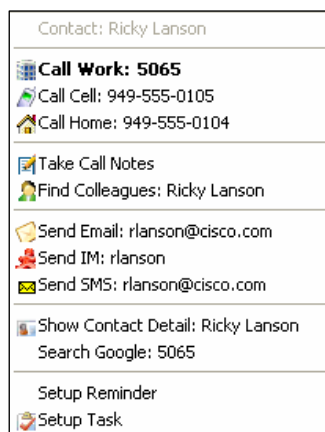 Contact: Ricky Lanson
Call Work: 5065
Call Cell: 949-555-0105
Call Home: 949-555-0104
Take Call Notes
Find Colleagues: Ricky Lanson
Send Email: rlanson@cisco.com
Send IM: rlanson
Send SMS: rlanson@cisco.com
Show Contact Detail: Ricky Lanson
Search Google: 5065
Setup Reminder
Setup Task